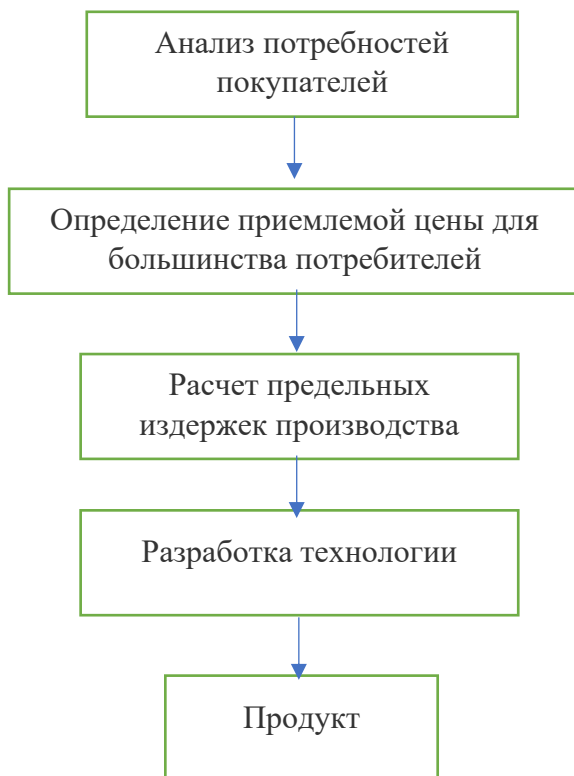 Анализ потребностей
покупателей
Определение приемлемой цены для
большинства потребителей
Расчет предельных
издержек производства
Разработка технологии
Продукт